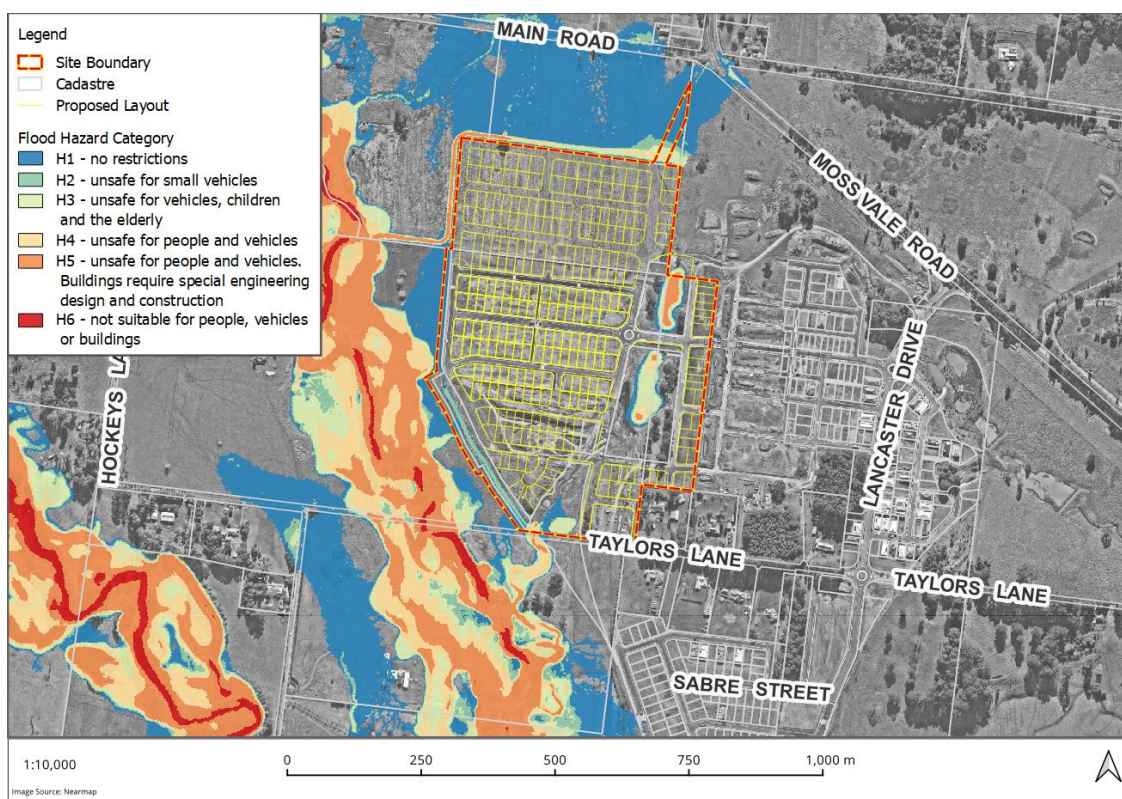 Legend
Site Boundary
Cadastre
Proposed Layout
Flood Hazard Category
H1 - no restrictions
H2 - unsafe for small vehicles
H3 - unsafe for vehicles, children
and the elderly
H4 - unsafe for people and vehicles
H5 - unsafe for people and vehicles.
Buildings require special engineering
design and construction
H6 - not suitable for people, vehicles
or buildings
MAIN ROAD
MOSS VALE ROAD
HOCKEYS LA
LANCASTER DRIVE
TAYLORS LANE
TAYLORS LANE
SABRE STREET
1:10,000
0 250 500 750 1,000 m
Image Source: Nearmap